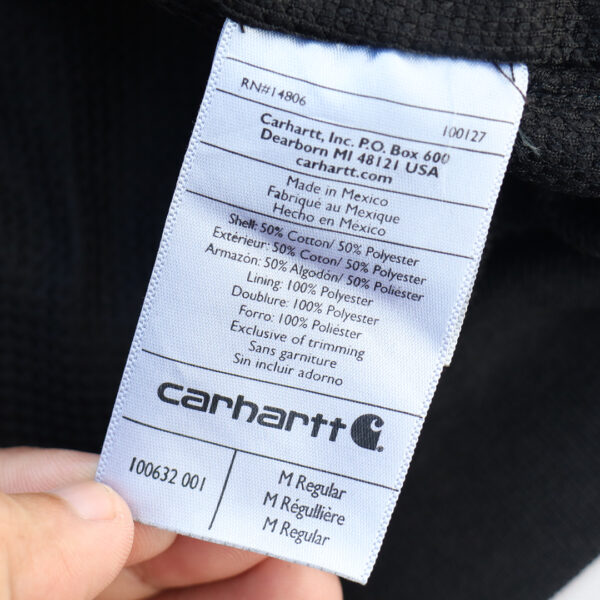 RN#14806 100127
Carhartt, Inc. P.O. Box 600
Dearborn MI 48121 USA
carhartt.com
Made in Mexico
Fabriqué au Mexique
Hecho en México
Shell: 50% Cotton/ 50% Polyester
Extérieur: 50% Coton/ 50% Polyester
Armazón: 50% Algodón/ 50% Poliéster
Lining: 100% Polyester
Doublure: 100% Polyester
Forro: 100% Poliéster
Exclusive of trimming
Sans garniture
Sin incluir adorno
carhartt
100632 001
M Regular
M Régullière
M Regular